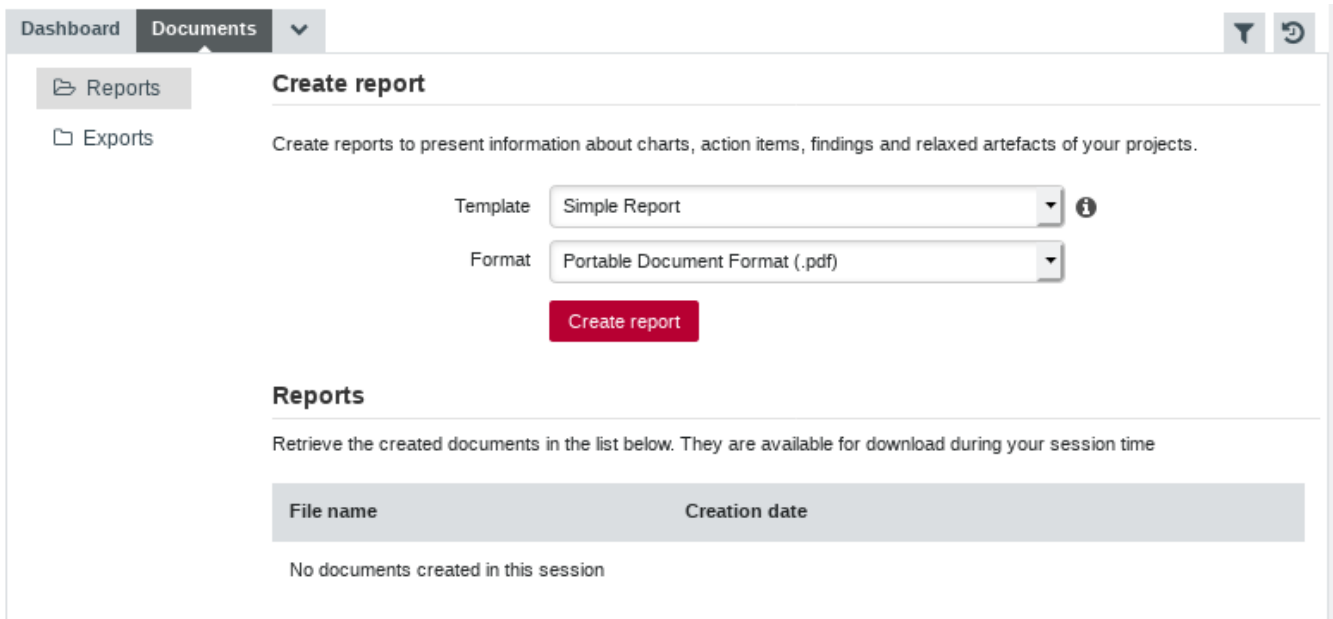 Dashboard Documents
Reports
Create report
Exports
Create reports to present information about charts, action items, findings and relaxed artefacts of your projects.
Template Simple Report
Format Portable Document Format (.pdf)
Create report
Reports
Retrieve the created documents in the list below. They are available for download during your session time
File name Creation date
No documents created in this session